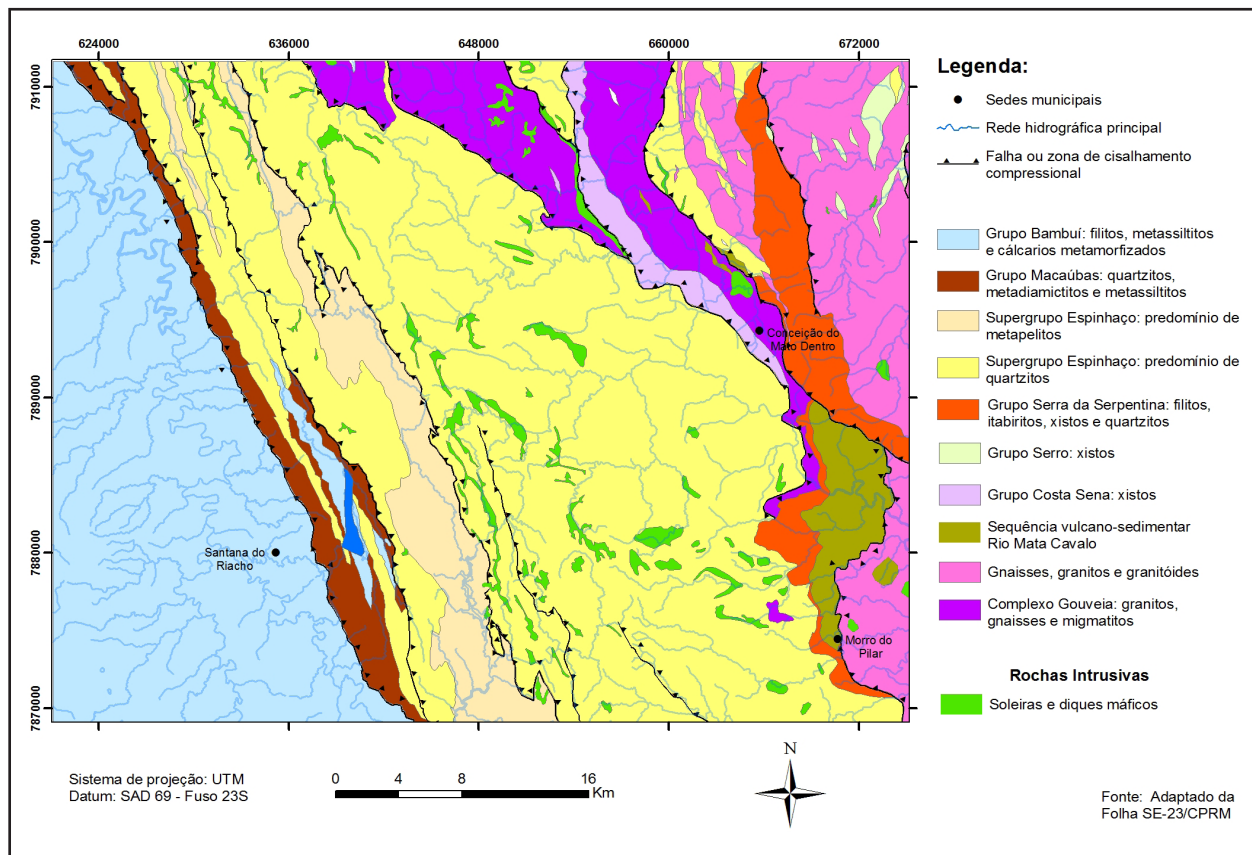 624000 636000 648000 660000 672000
7910000
7900000
7890000
7880000
7870000
Conceição do
Mato Dentro
Santana do
Riacho
Morro do
Pilar
Legenda:
Sedes municipais
Rede hidrográfica principal
Falha ou zona de cisalhamento
compressional
Grupo Bambuí: filitos, metassiltitos
e cálcarios metamorfizados
Grupo Macaúbas: quartzitos,
metadiamictitos e metassiltitos
Supergrupo Espinhaço: predomínio de
metapelitos
Supergrupo Espinhaço: predomínio de
quartzitos
Grupo Serra da Serpentina: filitos,
itabiritos, xistos e quartzitos
Grupo Serro: xistos
Grupo Costa Sena: xistos
Sequência vulcano-sedimentar
Rio Mata Cavalo
Gnaisses, granitos e granitóides
Complexo Gouveia: granitos,
gnaisses e migmatitos
Rochas Intrusivas
Soleiras e diques máficos
Sistema de projeção: UTM
Datum: SAD 69 - Fuso 23S
0 4 8 16
Km
N
Fonte: Adaptado da
Folha SE-23/CPRM